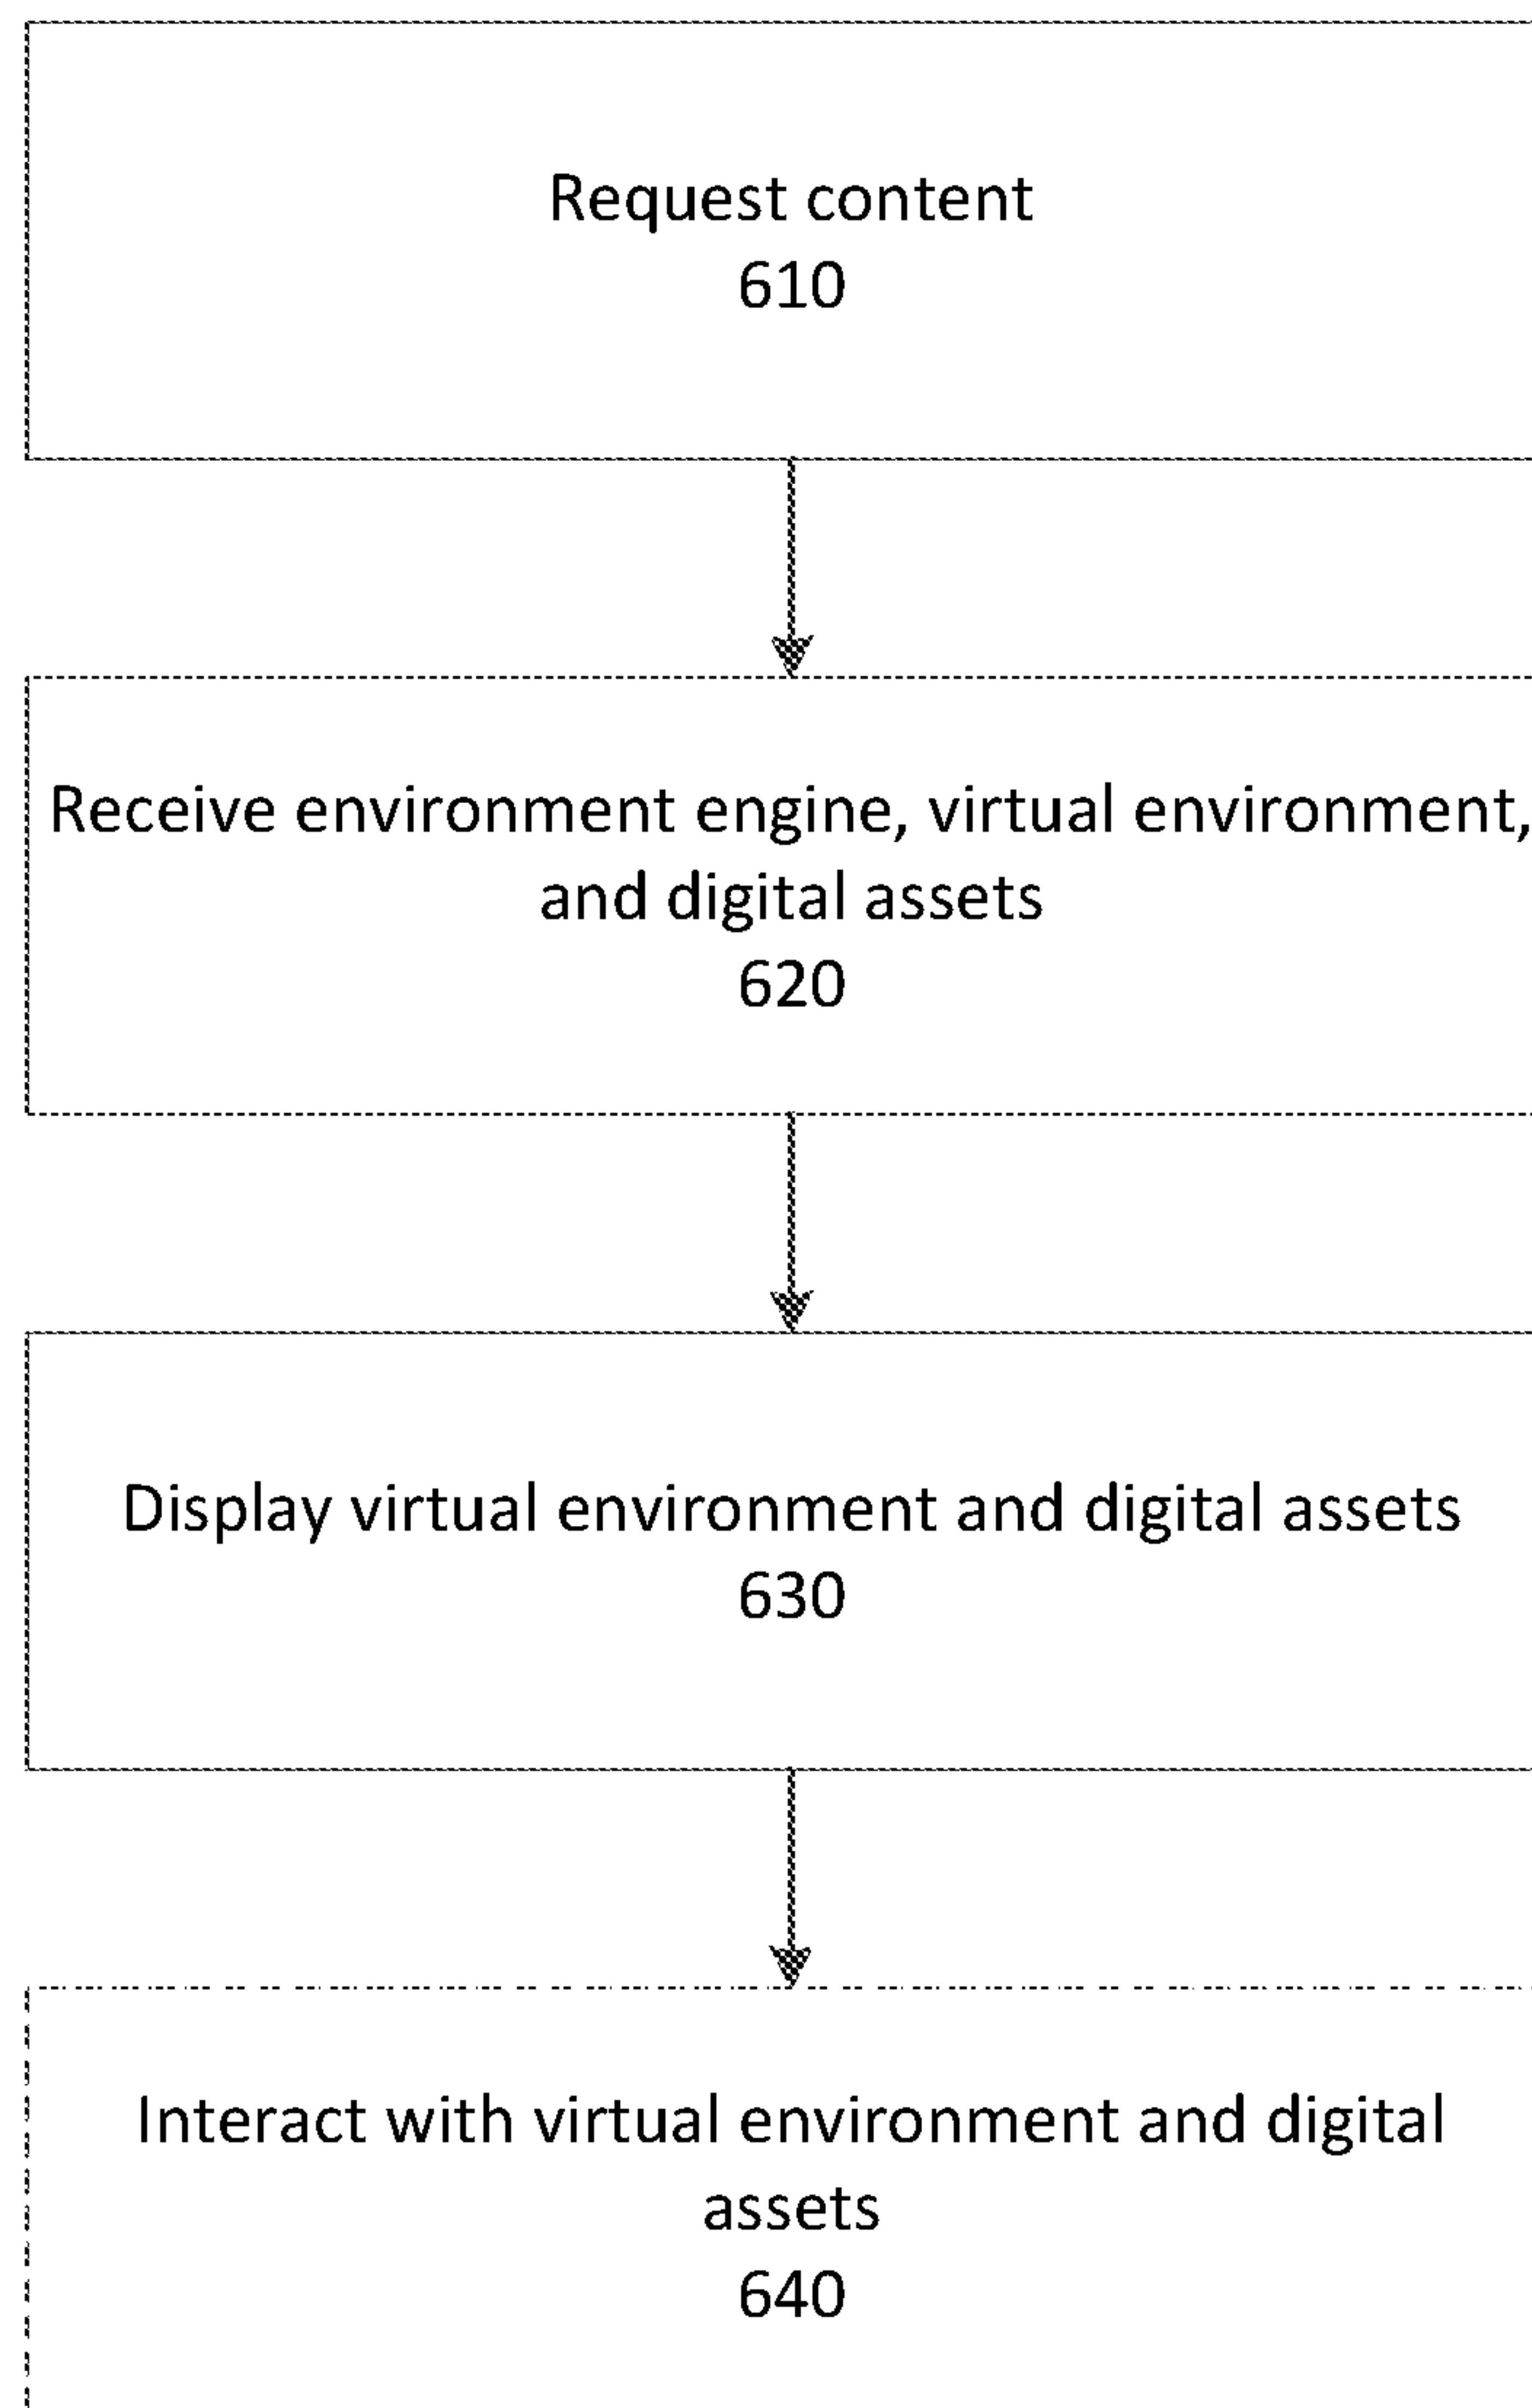 Request content
610
Receive environment engine, virtual environment,
and digital assets
620
Display virtual environment and digital assets
630
Interact with virtual environment and digital
assets
640